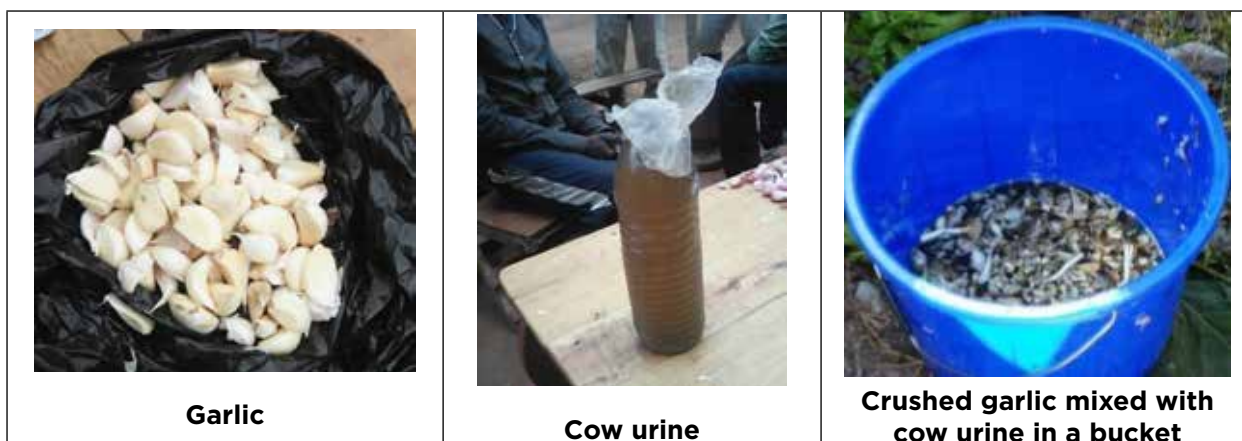 Garlic
Cow urine
Crushed garlic mixed with
cow urine in a bucket